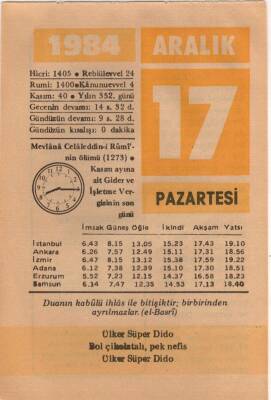 1984 ARALIK
17
PAZARTESİ
Hicri: 1405 ● Rebiülevvel 24
Rumi: 1400 ● Kânunuevvel 4
Kasım: 40 ● Yılın 352. günü
Gecenin devamı: 14 s. 32 d.
Gündüzün devamı: 9 s. 28 d.
Gündüzün kısalışı: 0 dakika
Mevlânâ Celâleddin-i Rûmî'-
nin ölümü (1273) ●
Kasım ayına
ait Gider ve
İşletme Ver-
gisinin son
günü
İmsak Güneş Öğle İkindi Akşam Yatsı
İstanbul 6,43 8,15 13,05 15,23 17,43 19,10
Ankara 6,26 7,57 12,49 15,11 17,31 18,56
İzmir 6,47 8,15 13,12 15,38 17,59 19,22
Adana 6,12 7,38 12,39 15,10 17,30 18,51
Erzurum 5,52 7,23 12,15 14,37 16,58 18,23
Samsun 6,14 7,47 12,35 14,53 17,13 18,40
Duanın kabûlü ihlâs ile bitişiktir; birbirinden
ayrılmazlar. (el-Basrî)
Ülker Süper Dido
Bol çikolatalı, pek nefis
Ülker Süper Dido